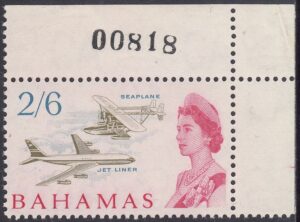 00818
2/6
SEAPLANE
JET LINER
BAHAMAS